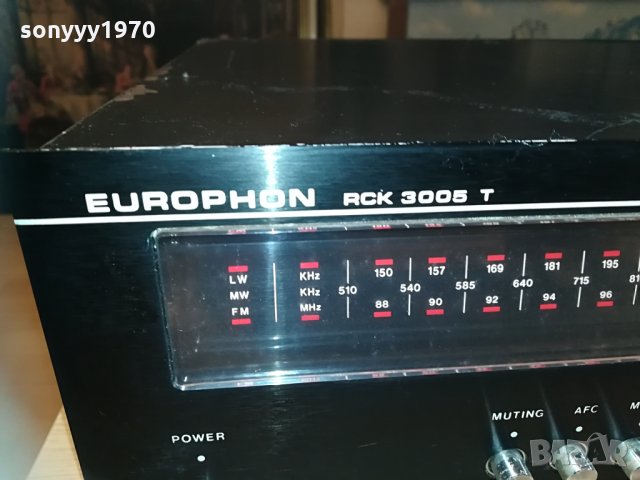 sonyyy1970
EUROPHON RCK 3005 T
LW KHz 150 157 169 181 195
MW KHz 510 540 585 640 715
FM MHz 88 90 92 94 96
MUTING AFC
POWER
BAZAR